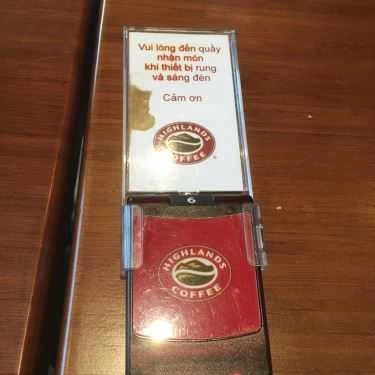 Vui lòng đến quầy
nhận món
khi thiết bị rung
và sáng đèn
Cảm ơn
HIGHLANDS
COFFEE
®
6
HIGHLANDS
COFFEE